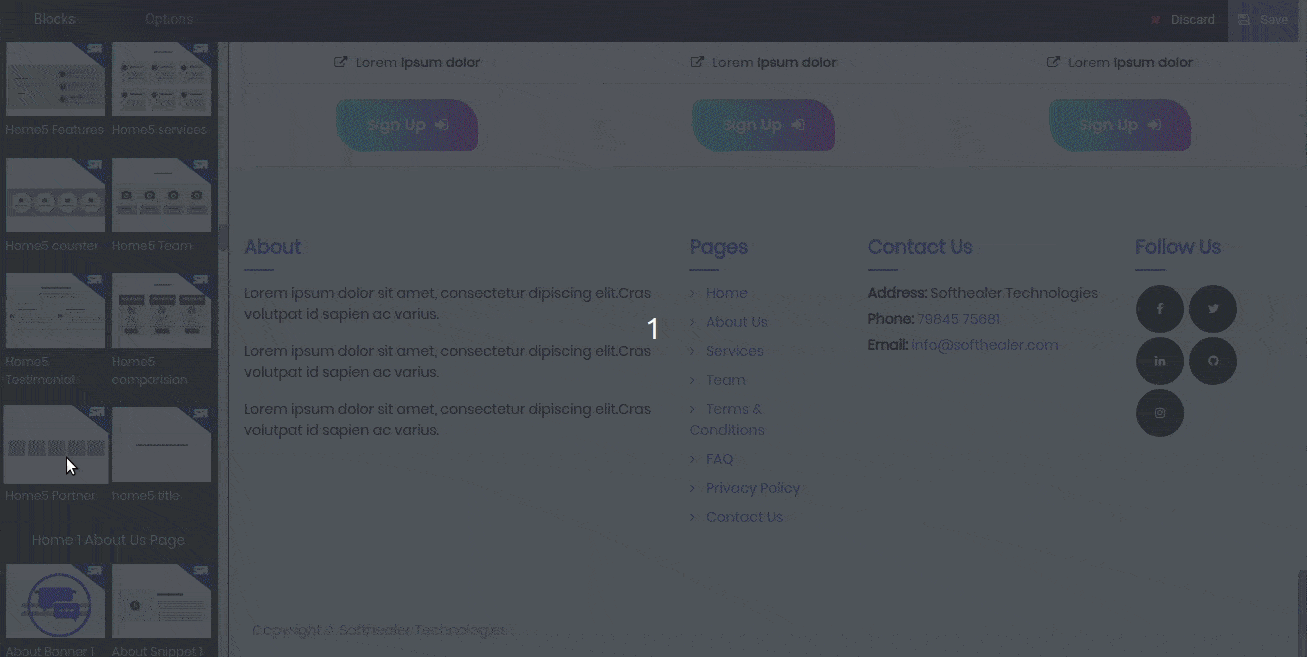 Blocks Options Discard Save
Home5 Features Home5 services
Home5 counter Home5 Team
Home5 Testimonial
Home5 comparisian
Home5 Partner home5 title
Home 1 About Us Page
About Banner 1 About Snippet 1
Lorem ipsum dolor Lorem ipsum dolor Lorem ipsum dolor
Sign Up Sign Up Sign Up
1
About
Lorem ipsum dolor sit amet, consectetur dipiscing elit.Cras
volutpat id sapien ac varius.
Lorem ipsum dolor sit amet, consectetur dipiscing elit.Cras
volutpat id sapien ac varius.
Lorem ipsum dolor sit amet, consectetur dipiscing elit.Cras
volutpat id sapien ac varius.
Pages
Home
About Us
Services
Team
Terms &
Conditions
FAQ
Privacy Policy
Contact Us
Contact Us
Address: Softhealer Technologies
Phone: 79845 75681
Email: info@softhealer.com
Follow Us
Copyright © Softhealer Technologies